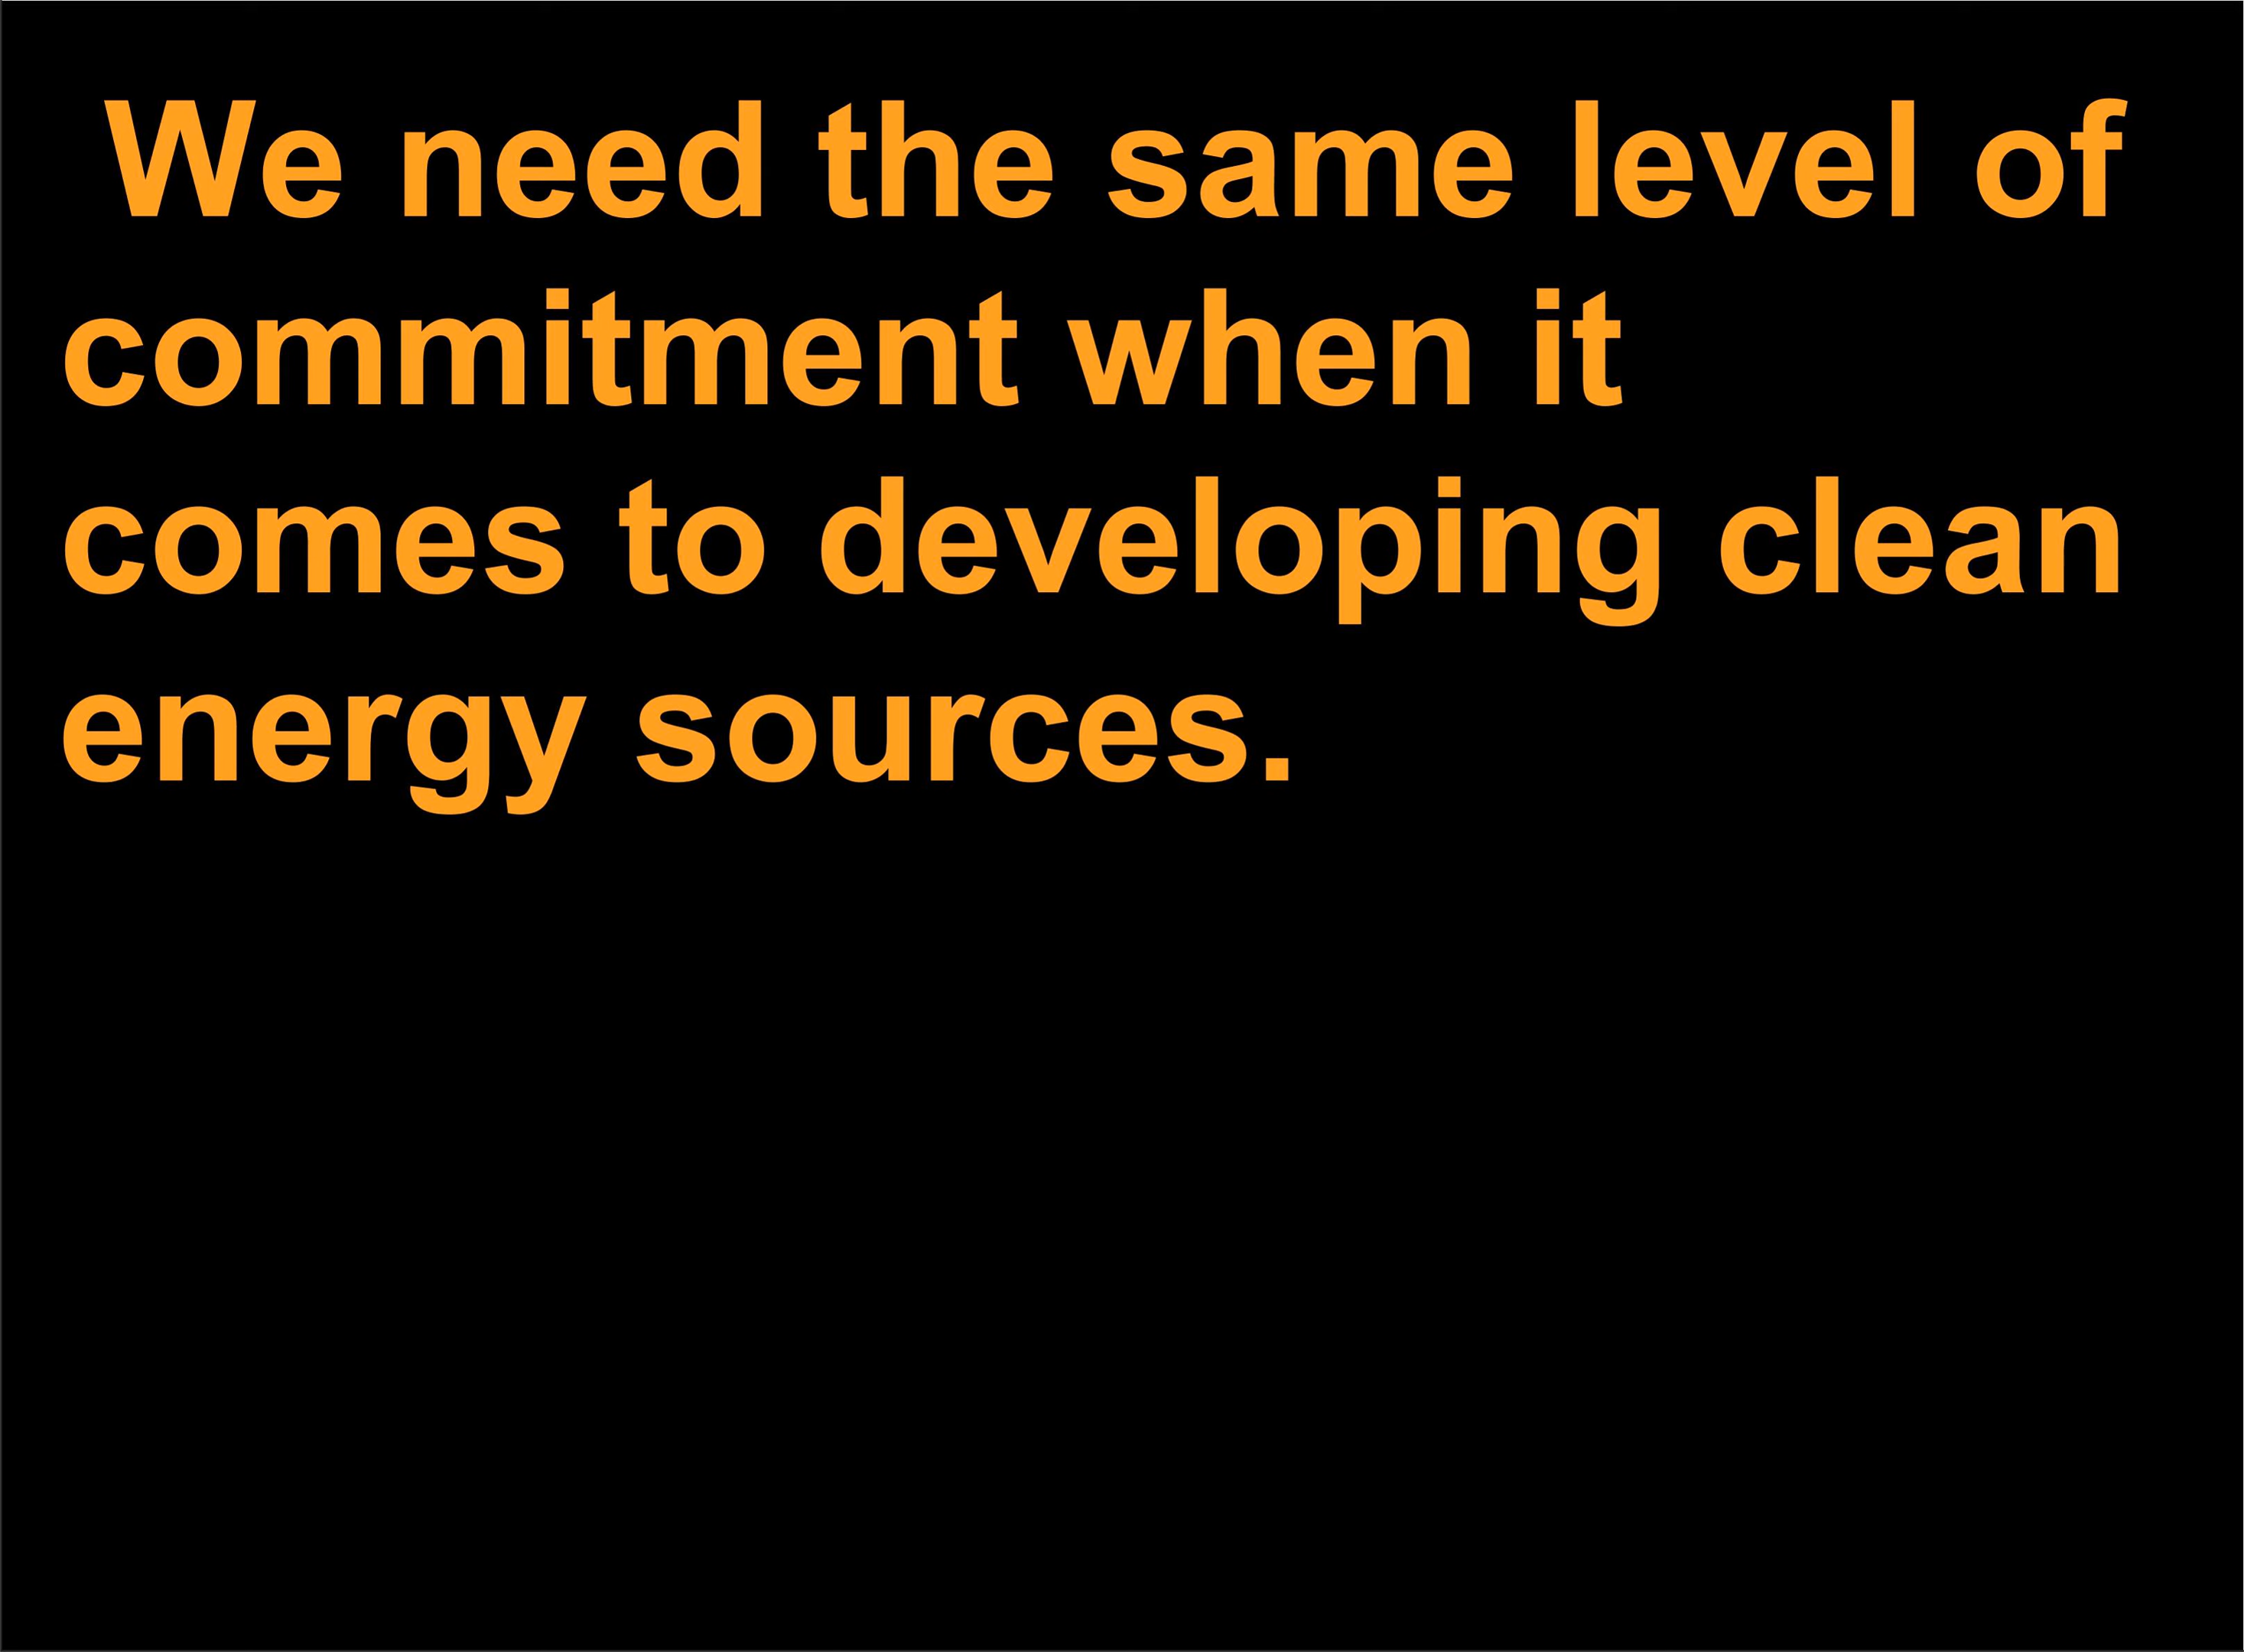 We need the same level of
commitment when it
comes to developing clean
energy sources.